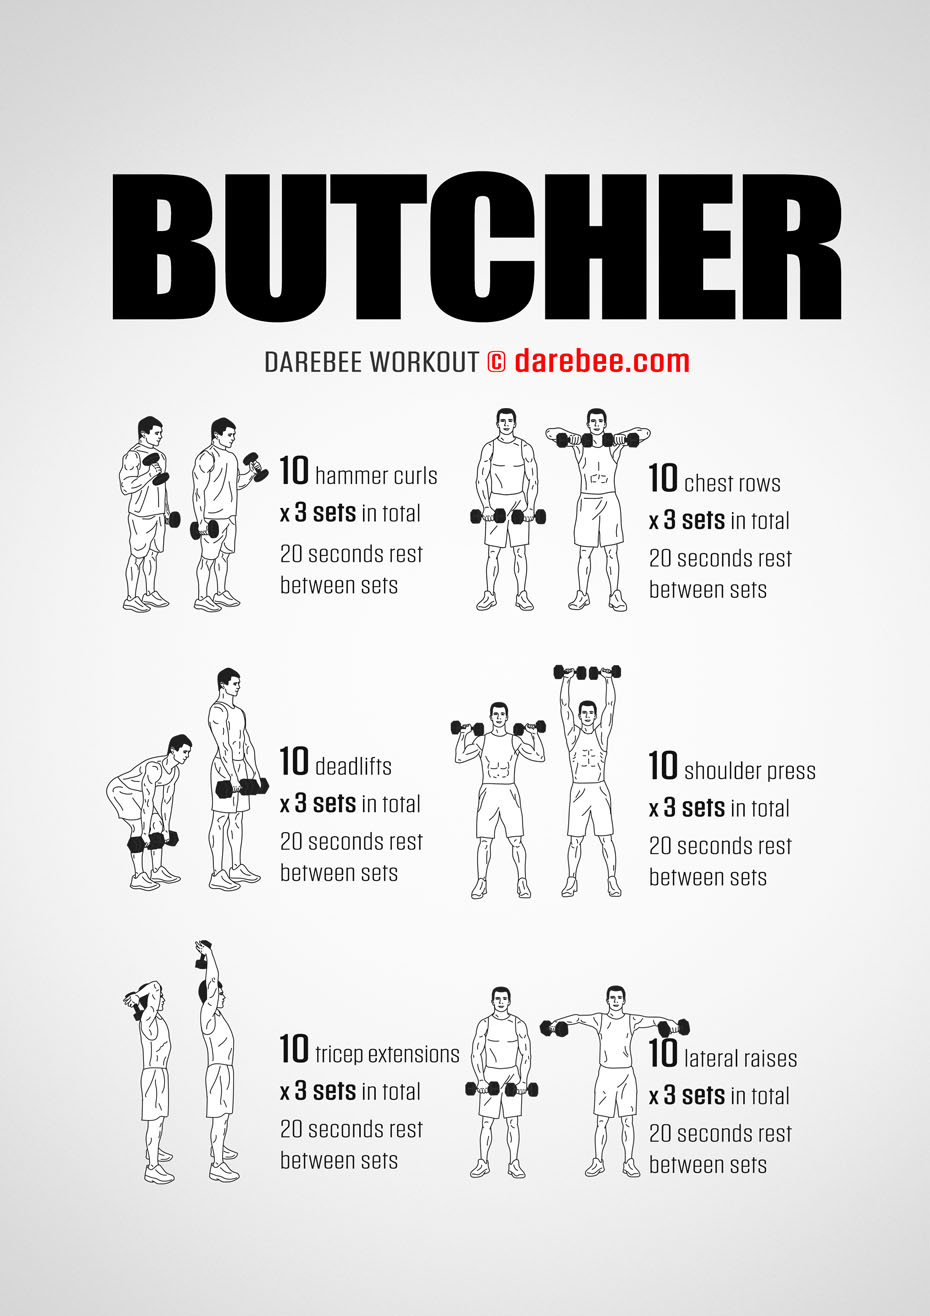 BUTCHER
DAREBEE WORKOUT © darebee.com
10 hammer curls
x 3 sets in total
20 seconds rest
between sets
10 chest rows
x 3 sets in total
20 seconds rest
between sets
10 deadlifts
x 3 sets in total
20 seconds rest
between sets
10 shoulder press
x 3 sets in total
20 seconds rest
between sets
10 tricep extensions
x 3 sets in total
20 seconds rest
between sets
10 lateral raises
x 3 sets in total
20 seconds rest
between sets